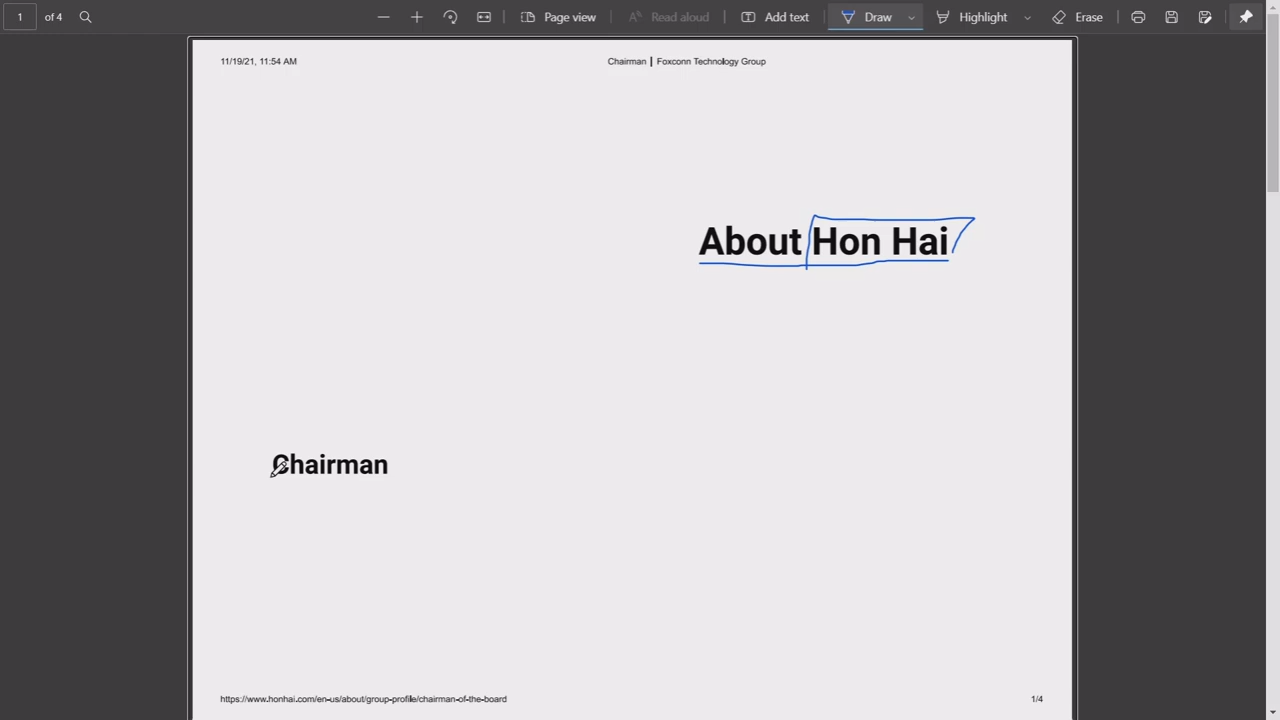 1 of 4 Page view Read aloud Add text Draw Highlight Erase
11/19/21, 11:54 AM Chairman | Foxconn Technology Group
About Hon Hai
Chairman
https://www.honhai.com/en-us/about/group-profile/chairman-of-the-board 1/4